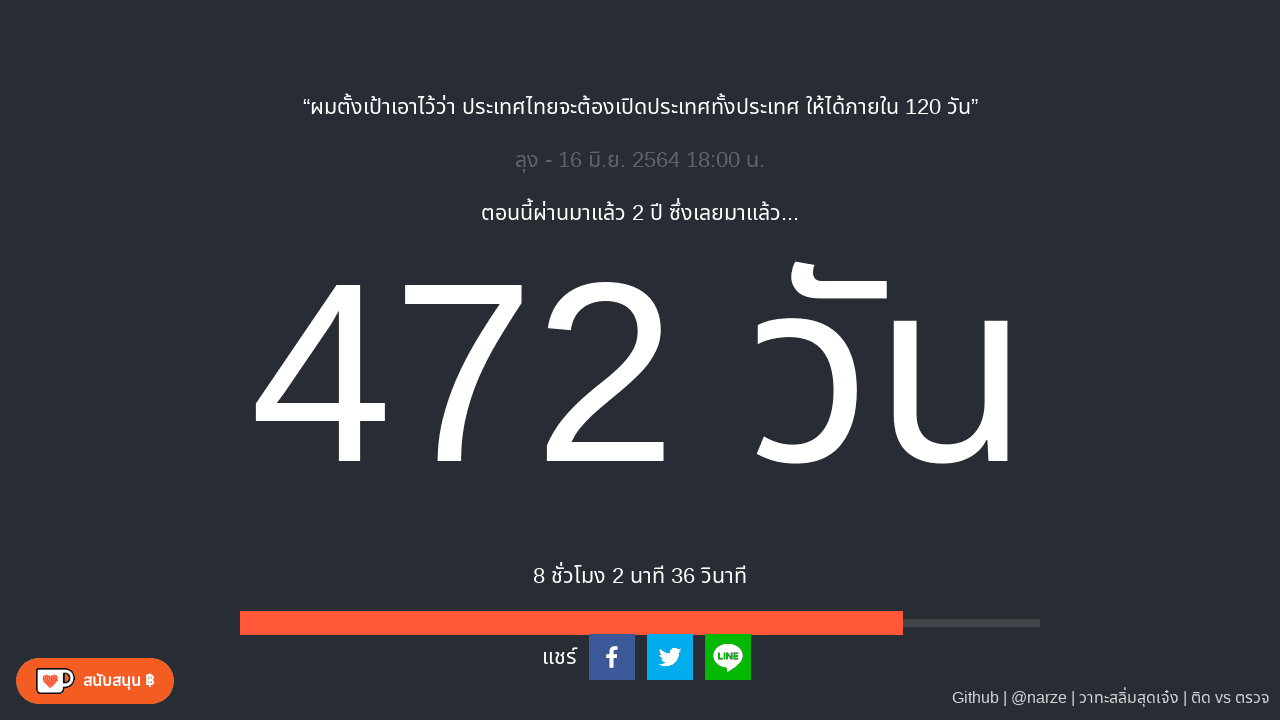 “ผมตั้งเป้าเอาไว้ว่า ประเทศไทยจะต้องเปิดประเทศทั้งประเทศ ให้ได้ภายใน 120 วัน”
ลุง - 16 มิ.ย. 2564 18:00 น.
ตอนนี้ผ่านมาแล้ว 2 ปี ซึ่งเลยมาแล้ว...
472 วัน
8 ชั่วโมง 2 นาที 36 วินาที
แชร์ LINE
สนับสนุน ฿
Github | @narze | วาทะสลิ่มสุดเจ๋ง | ติด vs ตรวจ